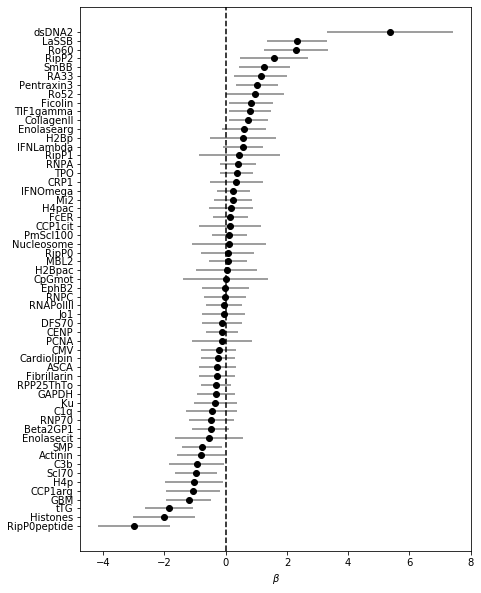 dsDNA2
LaSSB
Ro60
RipP2
SmBB
RA33
Pentraxin3
Ro52
Ficolin
TIF1gamma
CollagenII
Enolasearg
H2Bp
IFNLambda
RipP1
RNPA
TPO
CRP1
IFNOmega
Mi2
H4pac
FcER
CCP1cit
PmScl100
Nucleosome
RipP0
MBL2
H2Bpac
CpGmot
EphB2
RNPC
RNAPolIII
Jo1
DFS70
CENP
PCNA
CMV
Cardiolipin
ASCA
Fibrillarin
RPP25ThTo
GAPDH
Ku
C1q
RNP70
Beta2GP1
Enolasecit
SMP
Actinin
C3b
Scl70
H4p
CCP1arg
GBM
tTG
Histones
RipP0peptide
−4 −2 0 2 4 6 8
β